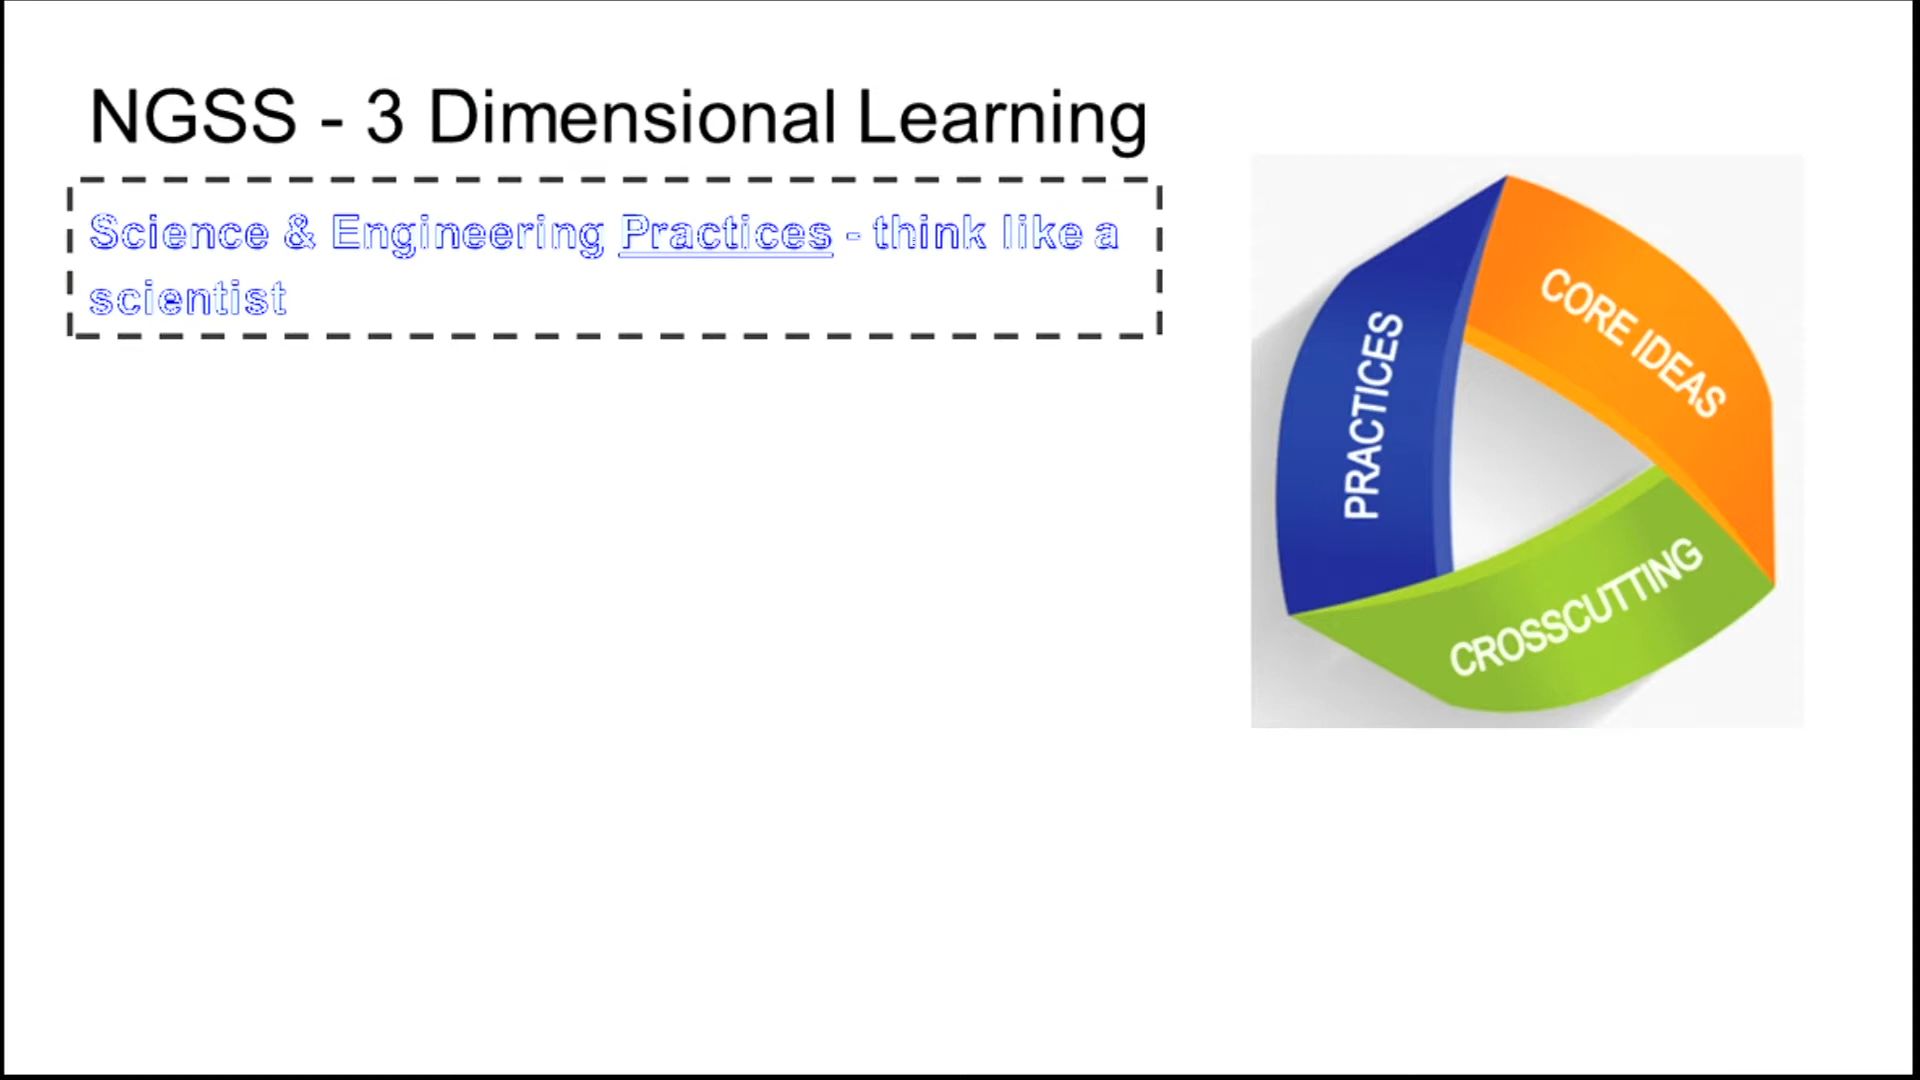 NGSS - 3 Dimensional Learning
Science & Engineering Practices - think like a
scientist
PRACTICES
CORE IDEAS
CROSSCUTTING